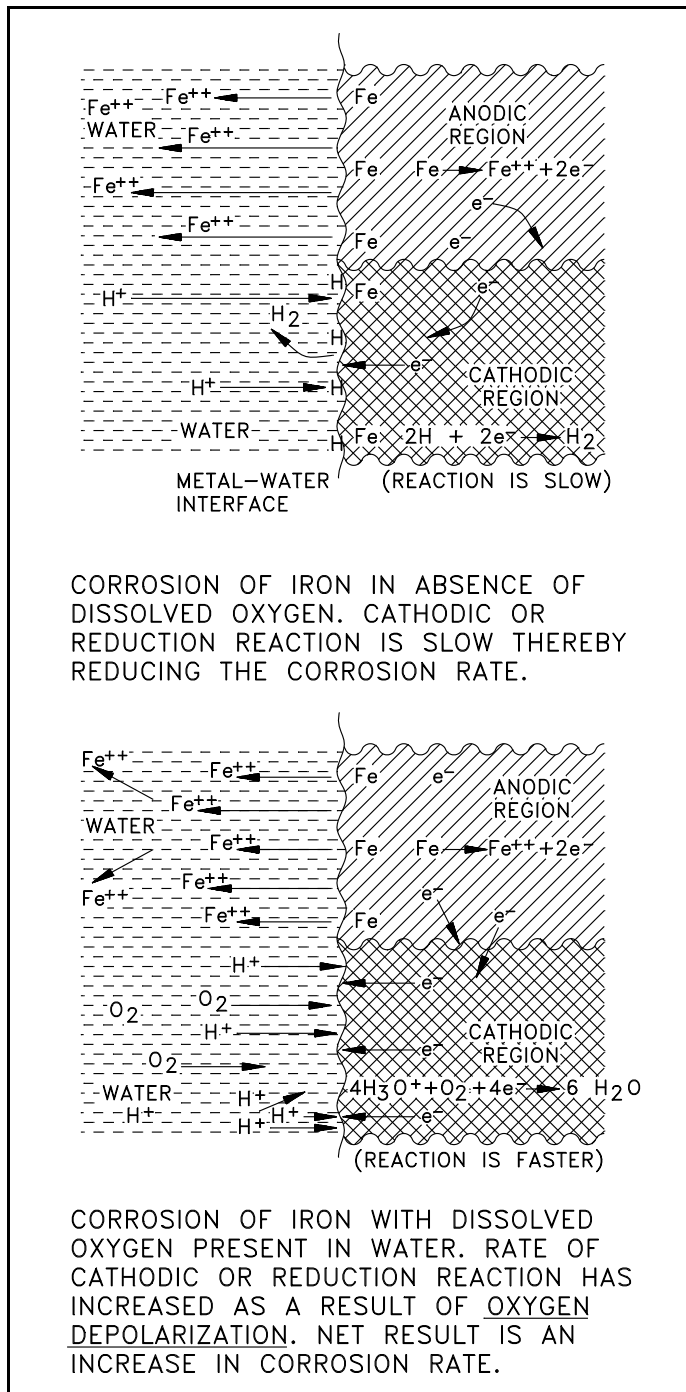 Fe++ Fe++ Fe
WATER Fe++
ANODIC
REGION
Fe++ Fe Fe → Fe++ +2e−
Fe++ e−
Fe e−
H
H+ Fe e−
H2
H
e−
H+ H CATHODIC
REGION
WATER H Fe 2H + 2e− → H2
METAL–WATER
INTERFACE
(REACTION IS SLOW)
CORROSION OF IRON IN ABSENCE OF
DISSOLVED OXYGEN. CATHODIC OR
REDUCTION REACTION IS SLOW THEREBY
REDUCING THE CORROSION RATE.
Fe++ Fe++ Fe e−
Fe++ ANODIC
WATER REGION
Fe++ Fe Fe → Fe++ +2e−
Fe++ Fe++ e−
Fe++ Fe e−
H+
e−
O2 O2
H+ CATHODIC
e− REGION
O2
WATER H+ 4H3O+ +O2+4e− → 6 H2O
H+ H+ e−
H+
(REACTION IS FASTER)
CORROSION OF IRON WITH DISSOLVED
OXYGEN PRESENT IN WATER. RATE OF
CATHODIC OR REDUCTION REACTION HAS
INCREASED AS A RESULT OF OXYGEN
DEPOLARIZATION. NET RESULT IS AN
INCREASE IN CORROSION RATE.